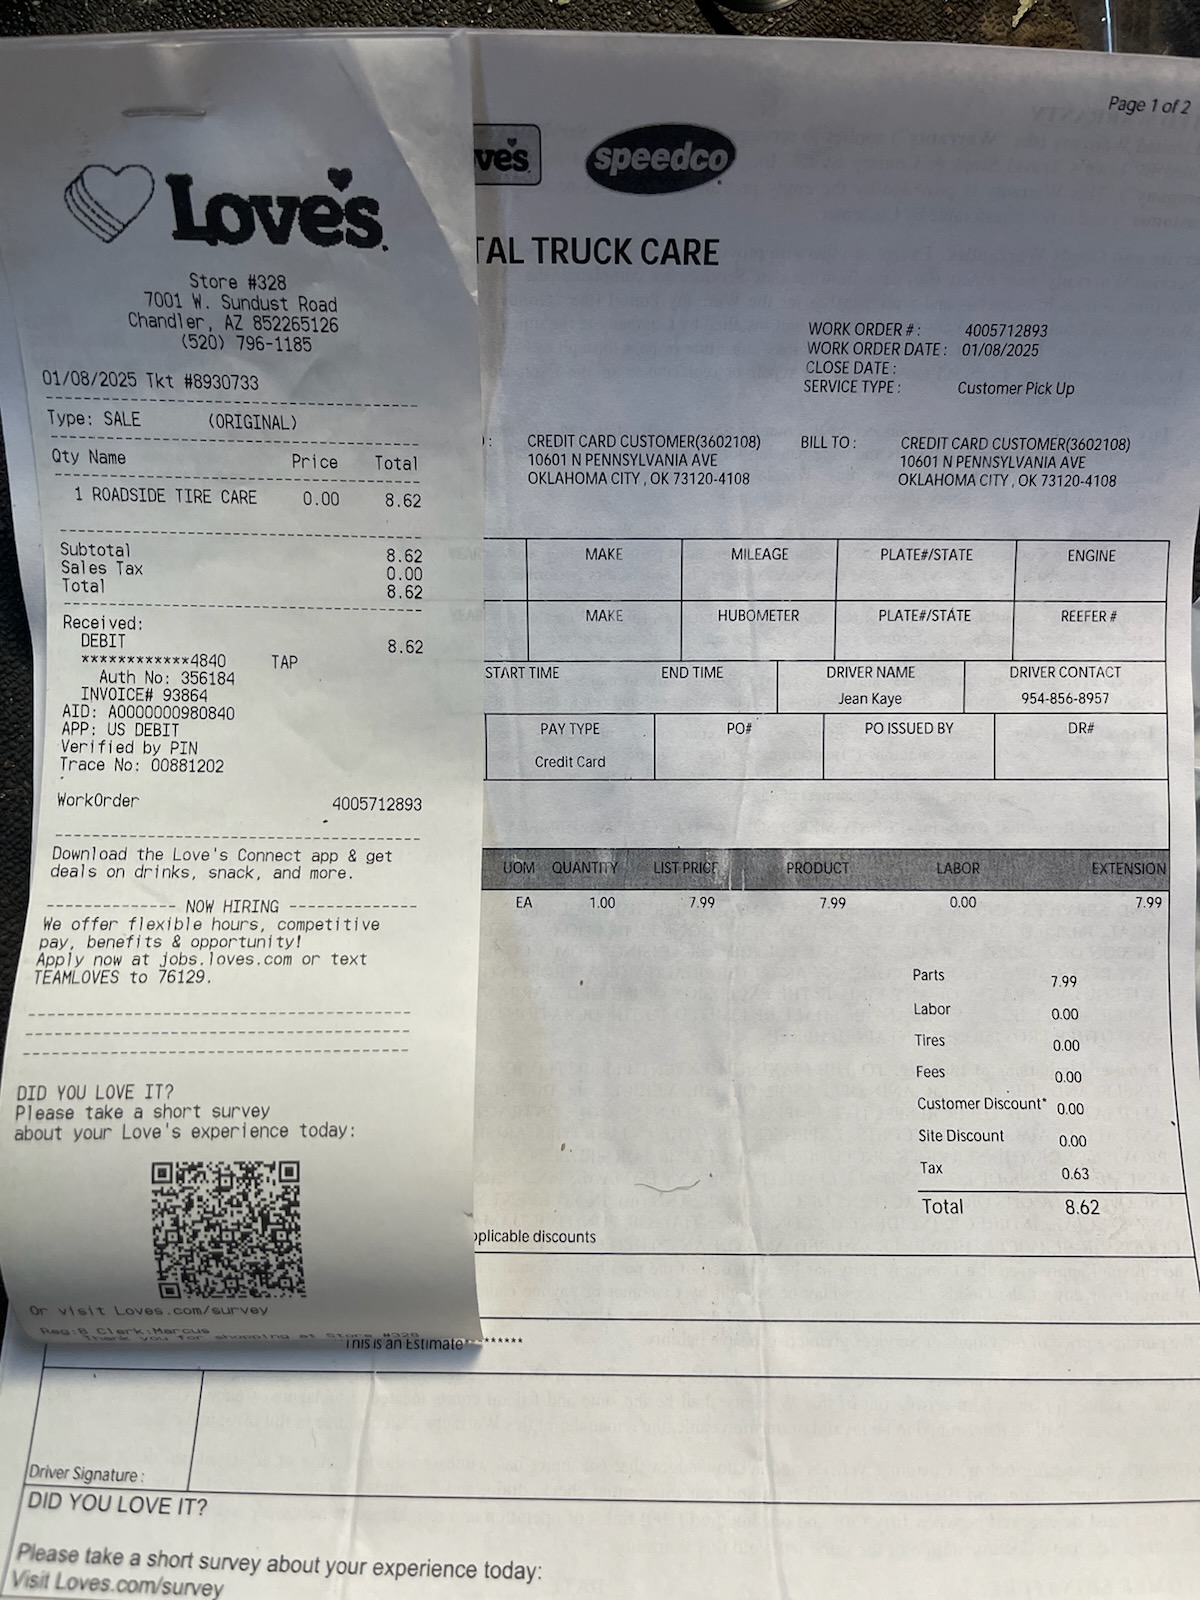 Love's
Store #328
7001 W. Sundust Road
Chandler, AZ 852265126
(520) 796-1185
01/08/2025 Tkt #8930733
Type: SALE (ORIGINAL)
Qty Name Price Total
1 ROADSIDE TIRE CARE 0.00 8.62
Subtotal 8.62
Sales Tax 0.00
Total 8.62
Received:
DEBIT 8.62
************4840 TAP
Auth No: 356184
INVOICE# 93864
AID: A0000000980840
APP: US DEBIT
Verified by PIN
Trace No: 00881202
WorkOrder 4005712893
Download the Love's Connect app & get
deals on drinks, snack, and more.
-------------- NOW HIRING --------------
We offer flexible hours, competitive
pay, benefits & opportunity!
Apply now at jobs.loves.com or text
TEAMLOVES to 76129.
DID YOU LOVE IT?
Please take a short survey
about your Love's experience today:
Or visit Loves.com/survey
Reg:8 Clerk:Marcus
Thank you for shopping at Store #328
Page 1 of 2
ve's speedco
TAL TRUCK CARE
WORK ORDER # : 4005712893
WORK ORDER DATE : 01/08/2025
CLOSE DATE :
SERVICE TYPE : Customer Pick Up
: CREDIT CARD CUSTOMER(3602108) BILL TO : CREDIT CARD CUSTOMER(3602108)
10601 N PENNSYLVANIA AVE 10601 N PENNSYLVANIA AVE
OKLAHOMA CITY , OK 73120-4108 OKLAHOMA CITY , OK 73120-4108
MAKE MILEAGE PLATE#/STATE ENGINE
MAKE HUBOMETER PLATE#/STATE REEFER #
START TIME END TIME DRIVER NAME DRIVER CONTACT
Jean Kaye 954-856-8957
PAY TYPE PO# PO ISSUED BY DR#
Credit Card
UOM QUANTITY LIST PRICE PRODUCT LABOR EXTENSION
EA 1.00 7.99 7.99 0.00 7.99
Parts 7.99
Labor 0.00
Tires 0.00
Fees 0.00
Customer Discount* 0.00
Site Discount 0.00
Tax 0.63
Total 8.62
pplicable discounts
This is an Estimate********
Driver Signature :
DID YOU LOVE IT?
Please take a short survey about your experience today:
Visit Loves.com/survey